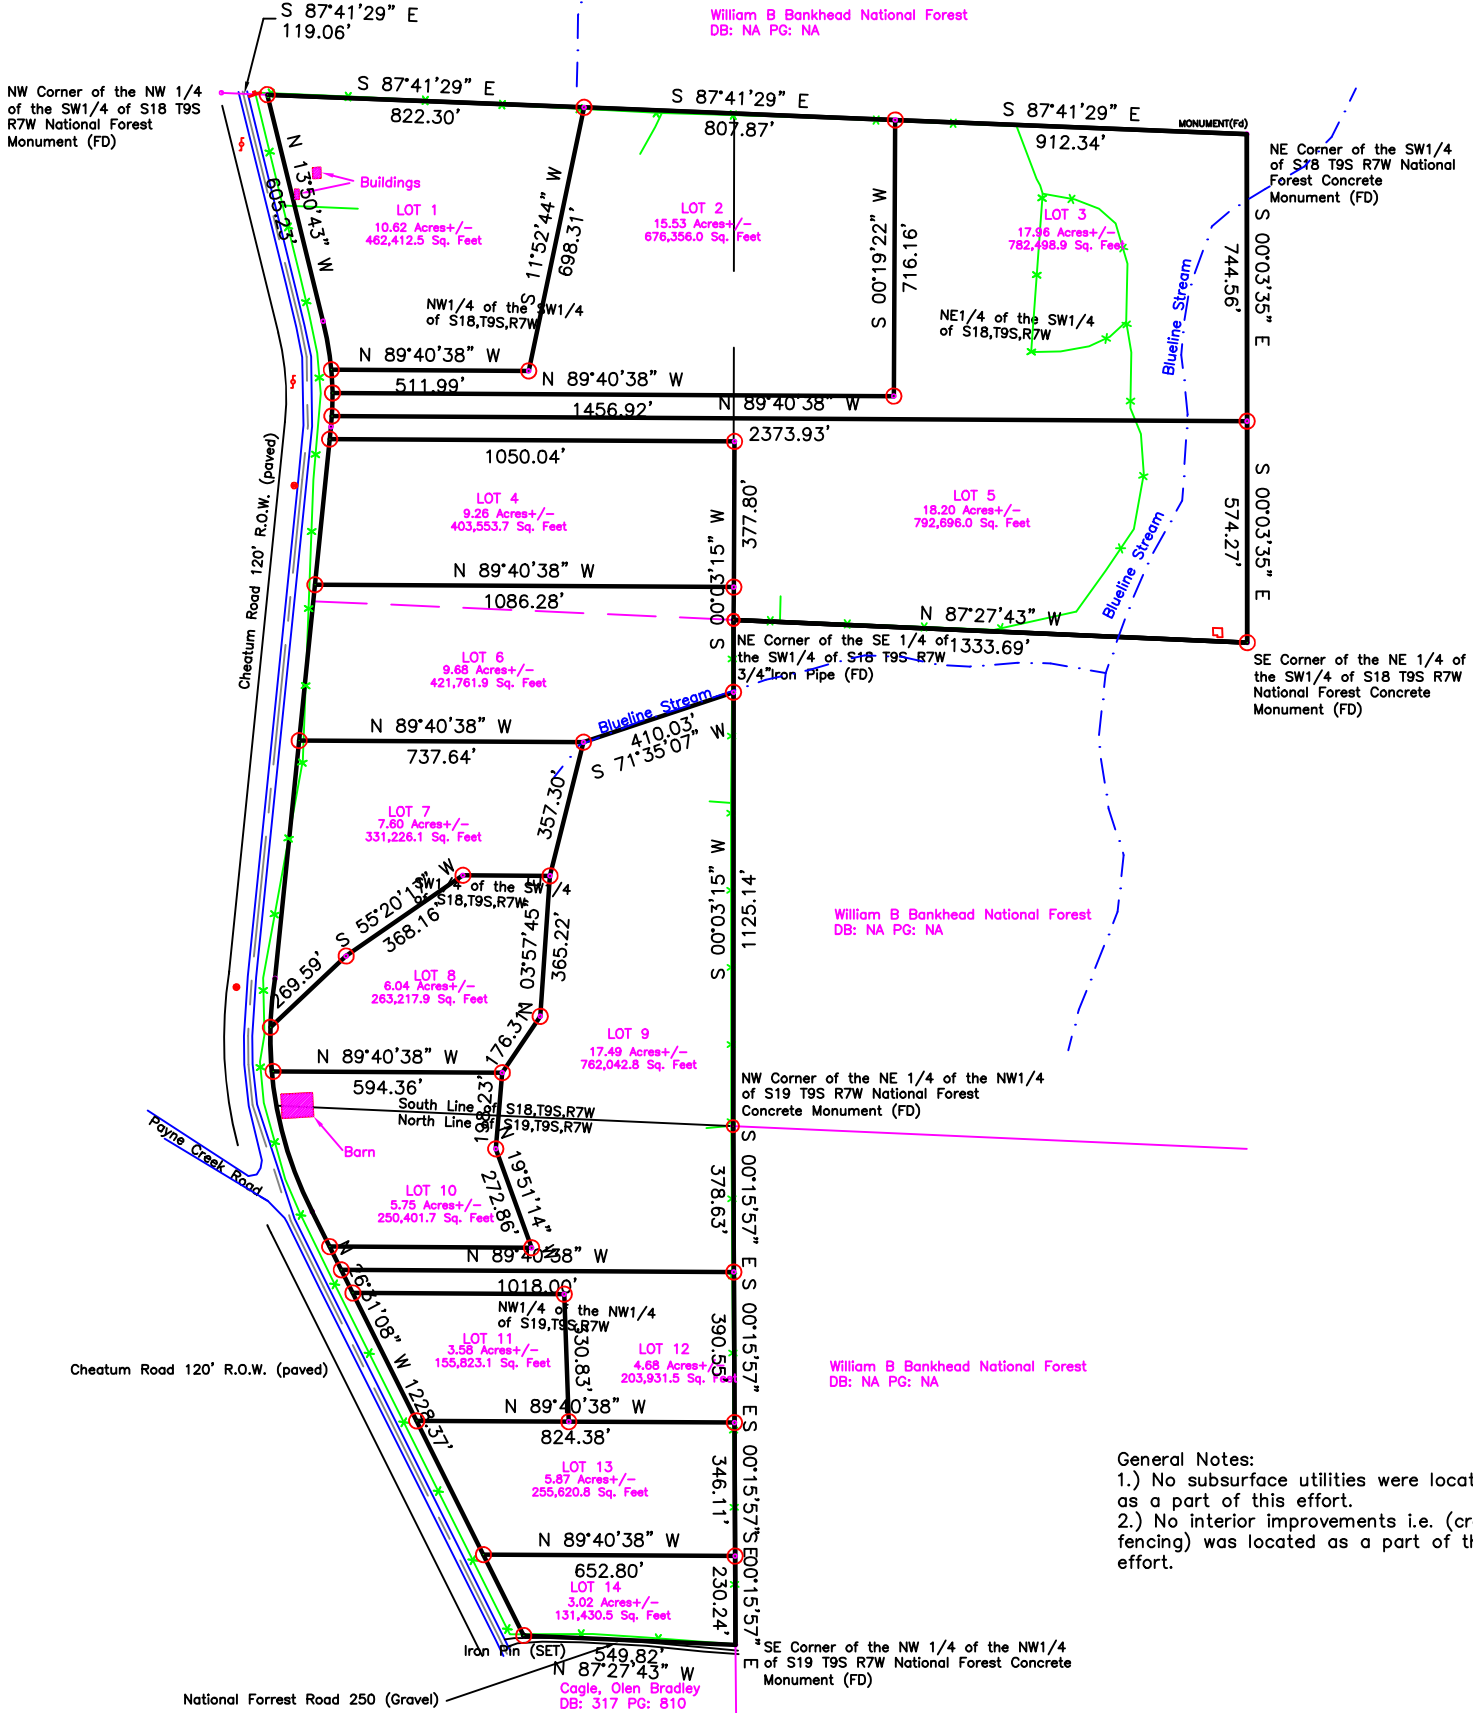 S 87°41'29" E
119.06'
William B Bankhead National Forest
DB: NA PG: NA
NW Corner of the NW 1/4
of the SW1/4 of S18 T9S
R7W National Forest
Monument (FD)
S 87°41'29" E
822.30'
S 87°41'29" E
807.87'
S 87°41'29" E
912.34'
MONUMENT(Fd)
NE Corner of the SW1/4
of S18 T9S R7W National
Forest Concrete
Monument (FD)
N 13°50'43" W
605.23'
Buildings
LOT 1
10.62 Acres+/-
462,412.5 Sq. Feet
S 11°52'44" W
698.31'
LOT 2
15.53 Acres+/-
676,356.0 Sq. Feet
S 00°19'22" W
716.16'
LOT 3
17.96 Acres+/-
782,498.9 Sq. Feet
Blueline Stream
S 00°03'35" E
744.56'
NW1/4 of the SW1/4
of S18,T9S,R7W
NE1/4 of the SW1/4
of S18,T9S,R7W
N 89°40'38" W
511.99'
N 89°40'38" W
1456.92'
N 89°40'38" W
2373.93'
1050.04'
Cheatum Road 120' R.O.W. (paved)
LOT 4
9.26 Acres+/-
403,553.7 Sq. Feet
377.80'
S 00°03'15" W
LOT 5
18.20 Acres+/-
792,696.0 Sq. Feet
Blueline Stream
S 00°03'35" E
574.27'
N 89°40'38" W
1086.28'
N 87°27'43" W
1333.69'
NE Corner of the SE 1/4 of
the SW1/4 of S18 T9S R7W
3/4"Iron Pipe (FD)
SE Corner of the NE 1/4 of
the SW1/4 of S18 T9S R7W
National Forest Concrete
Monument (FD)
LOT 6
9.68 Acres+/-
421,761.9 Sq. Feet
Blueline Stream
410.03'
S 71°35'07" W
N 89°40'38" W
737.64'
357.30'
LOT 7
7.60 Acres+/-
331,226.1 Sq. Feet
S 55°20'13" W
368.16'
SW1/4 of the SW1/4
of S18,T9S,R7W
N 03°57'45" E
365.22'
S 00°03'15" W
1125.14'
William B Bankhead National Forest
DB: NA PG: NA
269.59'
LOT 8
6.04 Acres+/-
263,217.9 Sq. Feet
176.31'
LOT 9
17.49 Acres+/-
762,042.8 Sq. Feet
N 89°40'38" W
594.36'
198.23'
South Line of S18,T9S,R7W
North Line of S19,T9S,R7W
NW Corner of the NE 1/4 of the NW1/4
of S19 T9S R7W National Forest
Concrete Monument (FD)
Payne Creek Road
Barn
LOT 10
5.75 Acres+/-
250,401.7 Sq. Feet
N 19°51'14" W
272.86'
S 00°15'57" E
378.63'
N 89°40'38" W
1018.00'
N 26°31'08" W 1228.37'
NW1/4 of the NW1/4
of S19,T9S,R7W
LOT 11
3.58 Acres+/-
155,823.1 Sq. Feet
330.83'
LOT 12
4.68 Acres+/-
203,931.5 Sq. Feet
S 00°15'57" E
390.55'
Cheatum Road 120' R.O.W. (paved)
William B Bankhead National Forest
DB: NA PG: NA
N 89°40'38" W
824.38'
LOT 13
5.87 Acres+/-
255,620.8 Sq. Feet
S 00°15'57" E
346.11'
General Notes:
1.) No subsurface utilities were locat
as a part of this effort.
2.) No interior improvements i.e. (cr
fencing) was located as a part of th
effort.
N 89°40'38" W
652.80'
LOT 14
3.02 Acres+/-
131,430.5 Sq. Feet
S 00°15'57" E
230.24'
Iron Pin (SET)
549.82'
N 87°27'43" W
SE Corner of the NW 1/4 of the NW1/4
of S19 T9S R7W National Forest Concrete
Monument (FD)
National Forrest Road 250 (Gravel)
Cagle, Olen Bradley
DB: 317 PG: 810